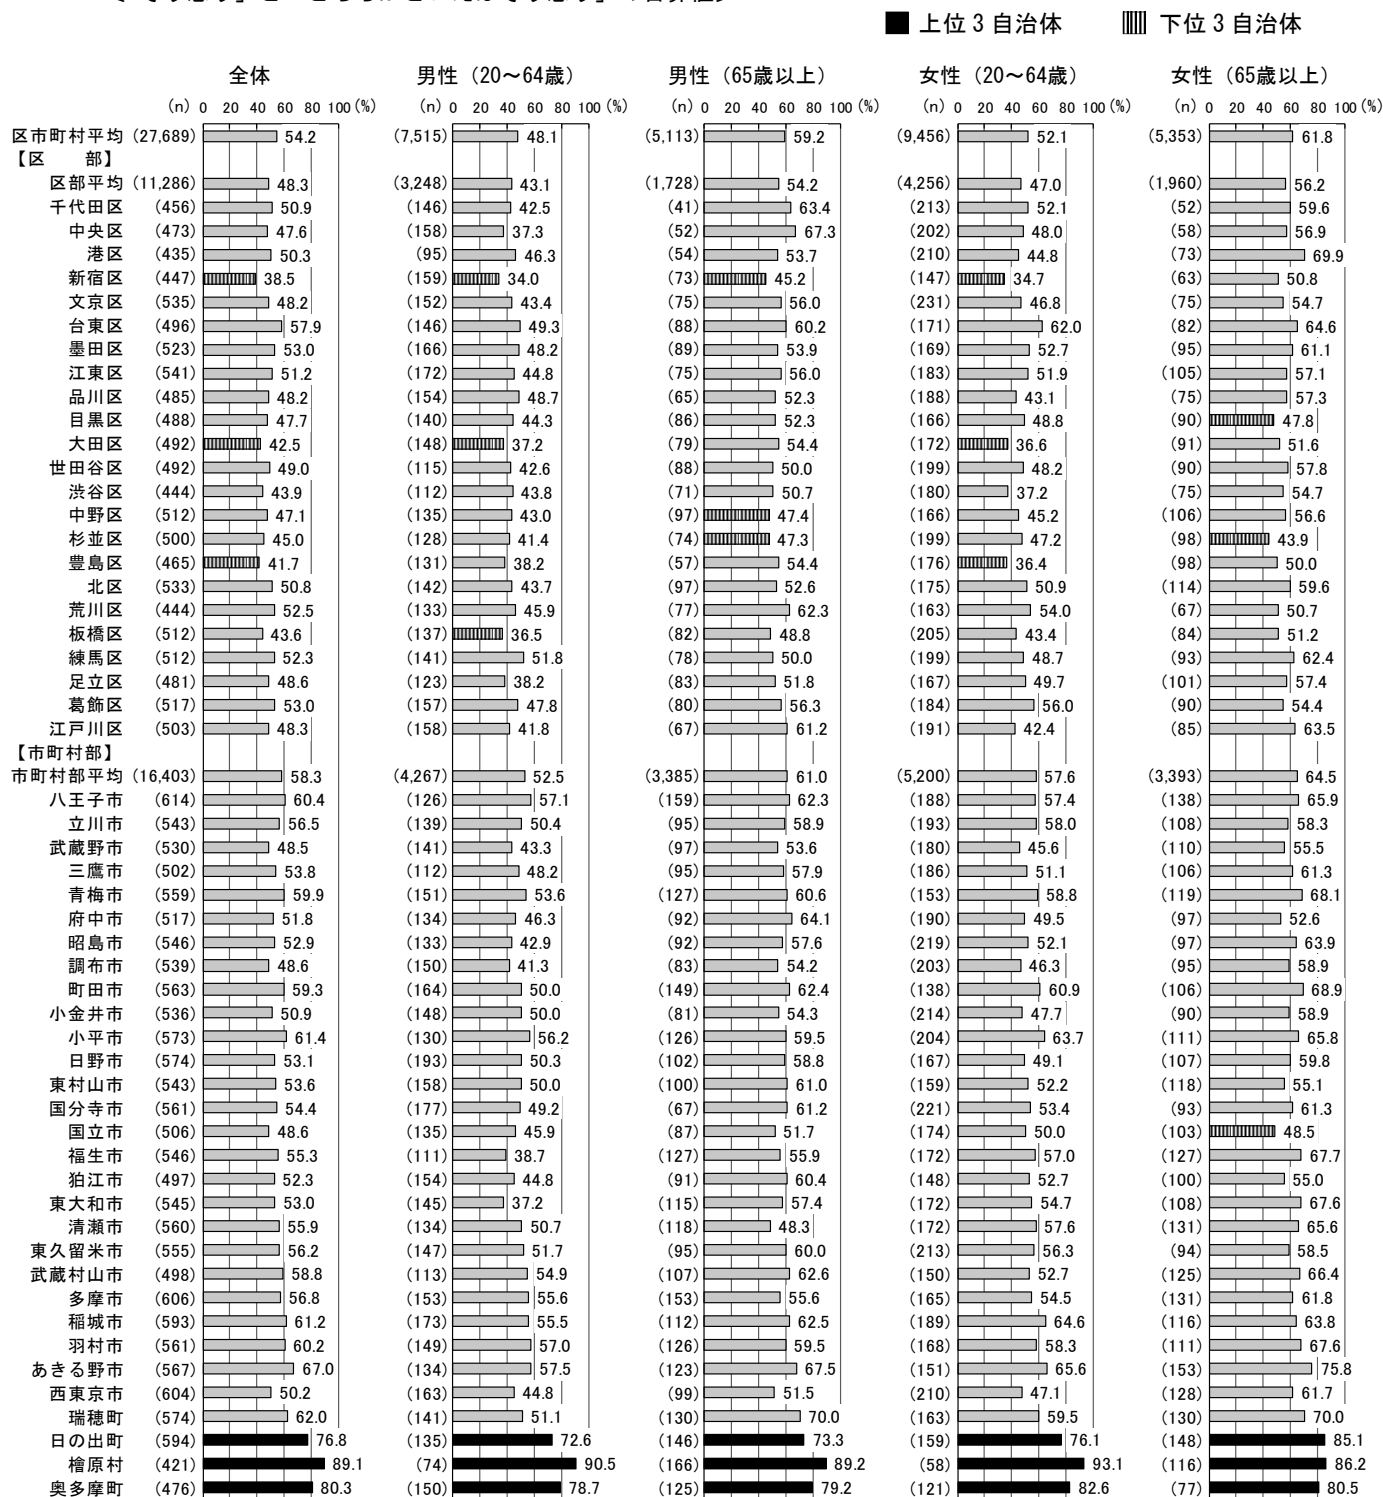 ■ 上位3自治体 下位3自治体
全体 男性（20～64歳） 男性（65歳以上） 女性（20～64歳） 女性（65歳以上）
(n) 0 20 40 60 80 100(%) (n) 0 20 40 60 80 100(%) (n) 0 20 40 60 80 100(%) (n) 0 20 40 60 80 100(%) (n) 0 20 40 60 80 100(%)
区市町村平均 (27,689) 54.2 (7,515) 48.1 (5,113) 59.2 (9,456) 52.1 (5,353) 61.8
【区　部】
区部平均 (11,286) 48.3 (3,248) 43.1 (1,728) 54.2 (4,256) 47.0 (1,960) 56.2
千代田区 (456) 50.9 (146) 42.5 (41) 63.4 (213) 52.1 (52) 59.6
中央区 (473) 47.6 (158) 37.3 (52) 67.3 (202) 48.0 (58) 56.9
港区 (435) 50.3 (95) 46.3 (54) 53.7 (210) 44.8 (73) 69.9
新宿区 (447) 38.5 (159) 34.0 (73) 45.2 (147) 34.7 (63) 50.8
文京区 (535) 48.2 (152) 43.4 (75) 56.0 (231) 46.8 (75) 54.7
台東区 (496) 57.9 (146) 49.3 (88) 60.2 (171) 62.0 (82) 64.6
墨田区 (523) 53.0 (166) 48.2 (89) 53.9 (169) 52.7 (95) 61.1
江東区 (541) 51.2 (172) 44.8 (75) 56.0 (183) 51.9 (105) 57.1
品川区 (485) 48.2 (154) 48.7 (65) 52.3 (188) 43.1 (75) 57.3
目黒区 (488) 47.7 (140) 44.3 (86) 52.3 (166) 48.8 (90) 47.8
大田区 (492) 42.5 (148) 37.2 (79) 54.4 (172) 36.6 (91) 51.6
世田谷区 (492) 49.0 (115) 42.6 (88) 50.0 (199) 48.2 (90) 57.8
渋谷区 (444) 43.9 (112) 43.8 (71) 50.7 (180) 37.2 (75) 54.7
中野区 (512) 47.1 (135) 43.0 (97) 47.4 (166) 45.2 (106) 56.6
杉並区 (500) 45.0 (128) 41.4 (74) 47.3 (199) 47.2 (98) 43.9
豊島区 (465) 41.7 (131) 38.2 (57) 54.4 (176) 36.4 (98) 50.0
北区 (533) 50.8 (142) 43.7 (97) 52.6 (175) 50.9 (114) 59.6
荒川区 (444) 52.5 (133) 45.9 (77) 62.3 (163) 54.0 (67) 50.7
板橋区 (512) 43.6 (137) 36.5 (82) 48.8 (205) 43.4 (84) 51.2
練馬区 (512) 52.3 (141) 51.8 (78) 50.0 (199) 48.7 (93) 62.4
足立区 (481) 48.6 (123) 38.2 (83) 51.8 (167) 49.7 (101) 57.4
葛飾区 (517) 53.0 (157) 47.8 (80) 56.3 (184) 56.0 (90) 54.4
江戸川区 (503) 48.3 (158) 41.8 (67) 61.2 (191) 42.4 (85) 63.5
【市町村部】
市町村部平均 (16,403) 58.3 (4,267) 52.5 (3,385) 61.0 (5,200) 57.6 (3,393) 64.5
八王子市 (614) 60.4 (126) 57.1 (159) 62.3 (188) 57.4 (138) 65.9
立川市 (543) 56.5 (139) 50.4 (95) 58.9 (193) 58.0 (108) 58.3
武蔵野市 (530) 48.5 (141) 43.3 (97) 53.6 (180) 45.6 (110) 55.5
三鷹市 (502) 53.8 (112) 48.2 (95) 57.9 (186) 51.1 (106) 61.3
青梅市 (559) 59.9 (151) 53.6 (127) 60.6 (153) 58.8 (119) 68.1
府中市 (517) 51.8 (134) 46.3 (92) 64.1 (190) 49.5 (97) 52.6
昭島市 (546) 52.9 (133) 42.9 (92) 57.6 (219) 52.1 (97) 63.9
調布市 (539) 48.6 (150) 41.3 (83) 54.2 (203) 46.3 (95) 58.9
町田市 (563) 59.3 (164) 50.0 (149) 62.4 (138) 60.9 (106) 68.9
小金井市 (536) 50.9 (148) 50.0 (81) 54.3 (214) 47.7 (90) 58.9
小平市 (573) 61.4 (130) 56.2 (126) 59.5 (204) 63.7 (111) 65.8
日野市 (574) 53.1 (193) 50.3 (102) 58.8 (167) 49.1 (107) 59.8
東村山市 (543) 53.6 (158) 50.0 (100) 61.0 (159) 52.2 (118) 55.1
国分寺市 (561) 54.4 (177) 49.2 (67) 61.2 (221) 53.4 (93) 61.3
国立市 (506) 48.6 (135) 45.9 (87) 51.7 (174) 50.0 (103) 48.5
福生市 (546) 55.3 (111) 38.7 (127) 55.9 (172) 57.0 (127) 67.7
狛江市 (497) 52.3 (154) 44.8 (91) 60.4 (148) 52.7 (100) 55.0
東大和市 (545) 53.0 (145) 37.2 (115) 57.4 (172) 54.7 (108) 67.6
清瀬市 (560) 55.9 (134) 50.7 (118) 48.3 (172) 57.6 (131) 65.6
東久留米市 (555) 56.2 (147) 51.7 (95) 60.0 (213) 56.3 (94) 58.5
武蔵村山市 (498) 58.8 (113) 54.9 (107) 62.6 (150) 52.7 (125) 66.4
多摩市 (606) 56.8 (153) 55.6 (153) 55.6 (165) 54.5 (131) 61.8
稲城市 (593) 61.2 (173) 55.5 (112) 62.5 (189) 64.6 (116) 63.8
羽村市 (561) 60.2 (149) 57.0 (126) 59.5 (168) 58.3 (111) 67.6
あきる野市 (567) 67.0 (134) 57.5 (123) 67.5 (151) 65.6 (153) 75.8
西東京市 (604) 50.2 (163) 44.8 (99) 51.5 (210) 47.1 (128) 61.7
瑞穂町 (574) 62.0 (141) 51.1 (130) 70.0 (163) 59.5 (130) 70.0
日の出町 (594) 76.8 (135) 72.6 (146) 73.3 (159) 76.1 (148) 85.1
檜原村 (421) 89.1 (74) 90.5 (166) 89.2 (58) 93.1 (116) 86.2
奥多摩町 (476) 80.3 (150) 78.7 (125) 79.2 (121) 82.6 (77) 80.5